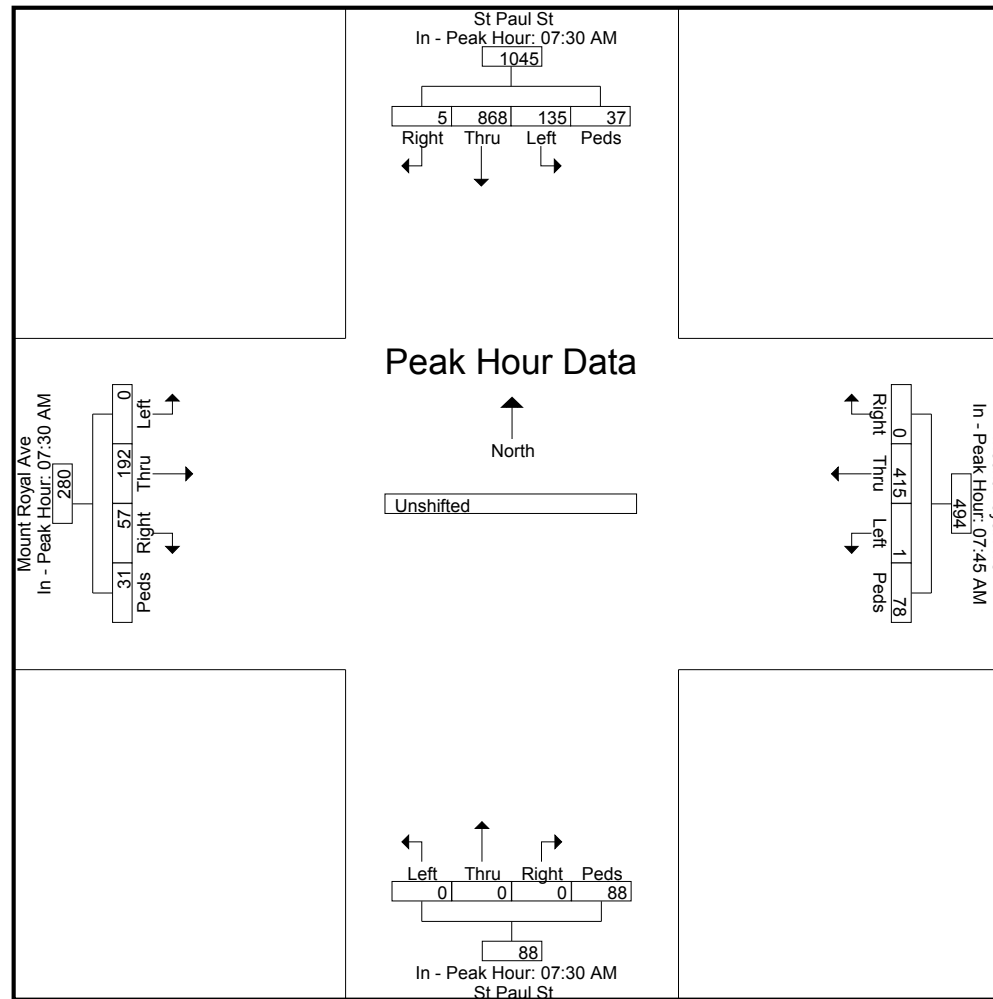 St Paul St
In - Peak Hour: 07:30 AM
1045
5 868 135 37
Right Thru Left Peds
Peak Hour Data
North
Unshifted
Mount Royal Ave
In - Peak Hour: 07:30 AM
280
0 192 57 31
Left Thru Right Peds
In - Peak Hour: 07:45 AM
494
0 415 1 78
Right Thru Left Peds
Left Thru Right Peds
0 0 0 88
88
In - Peak Hour: 07:30 AM
St Paul St